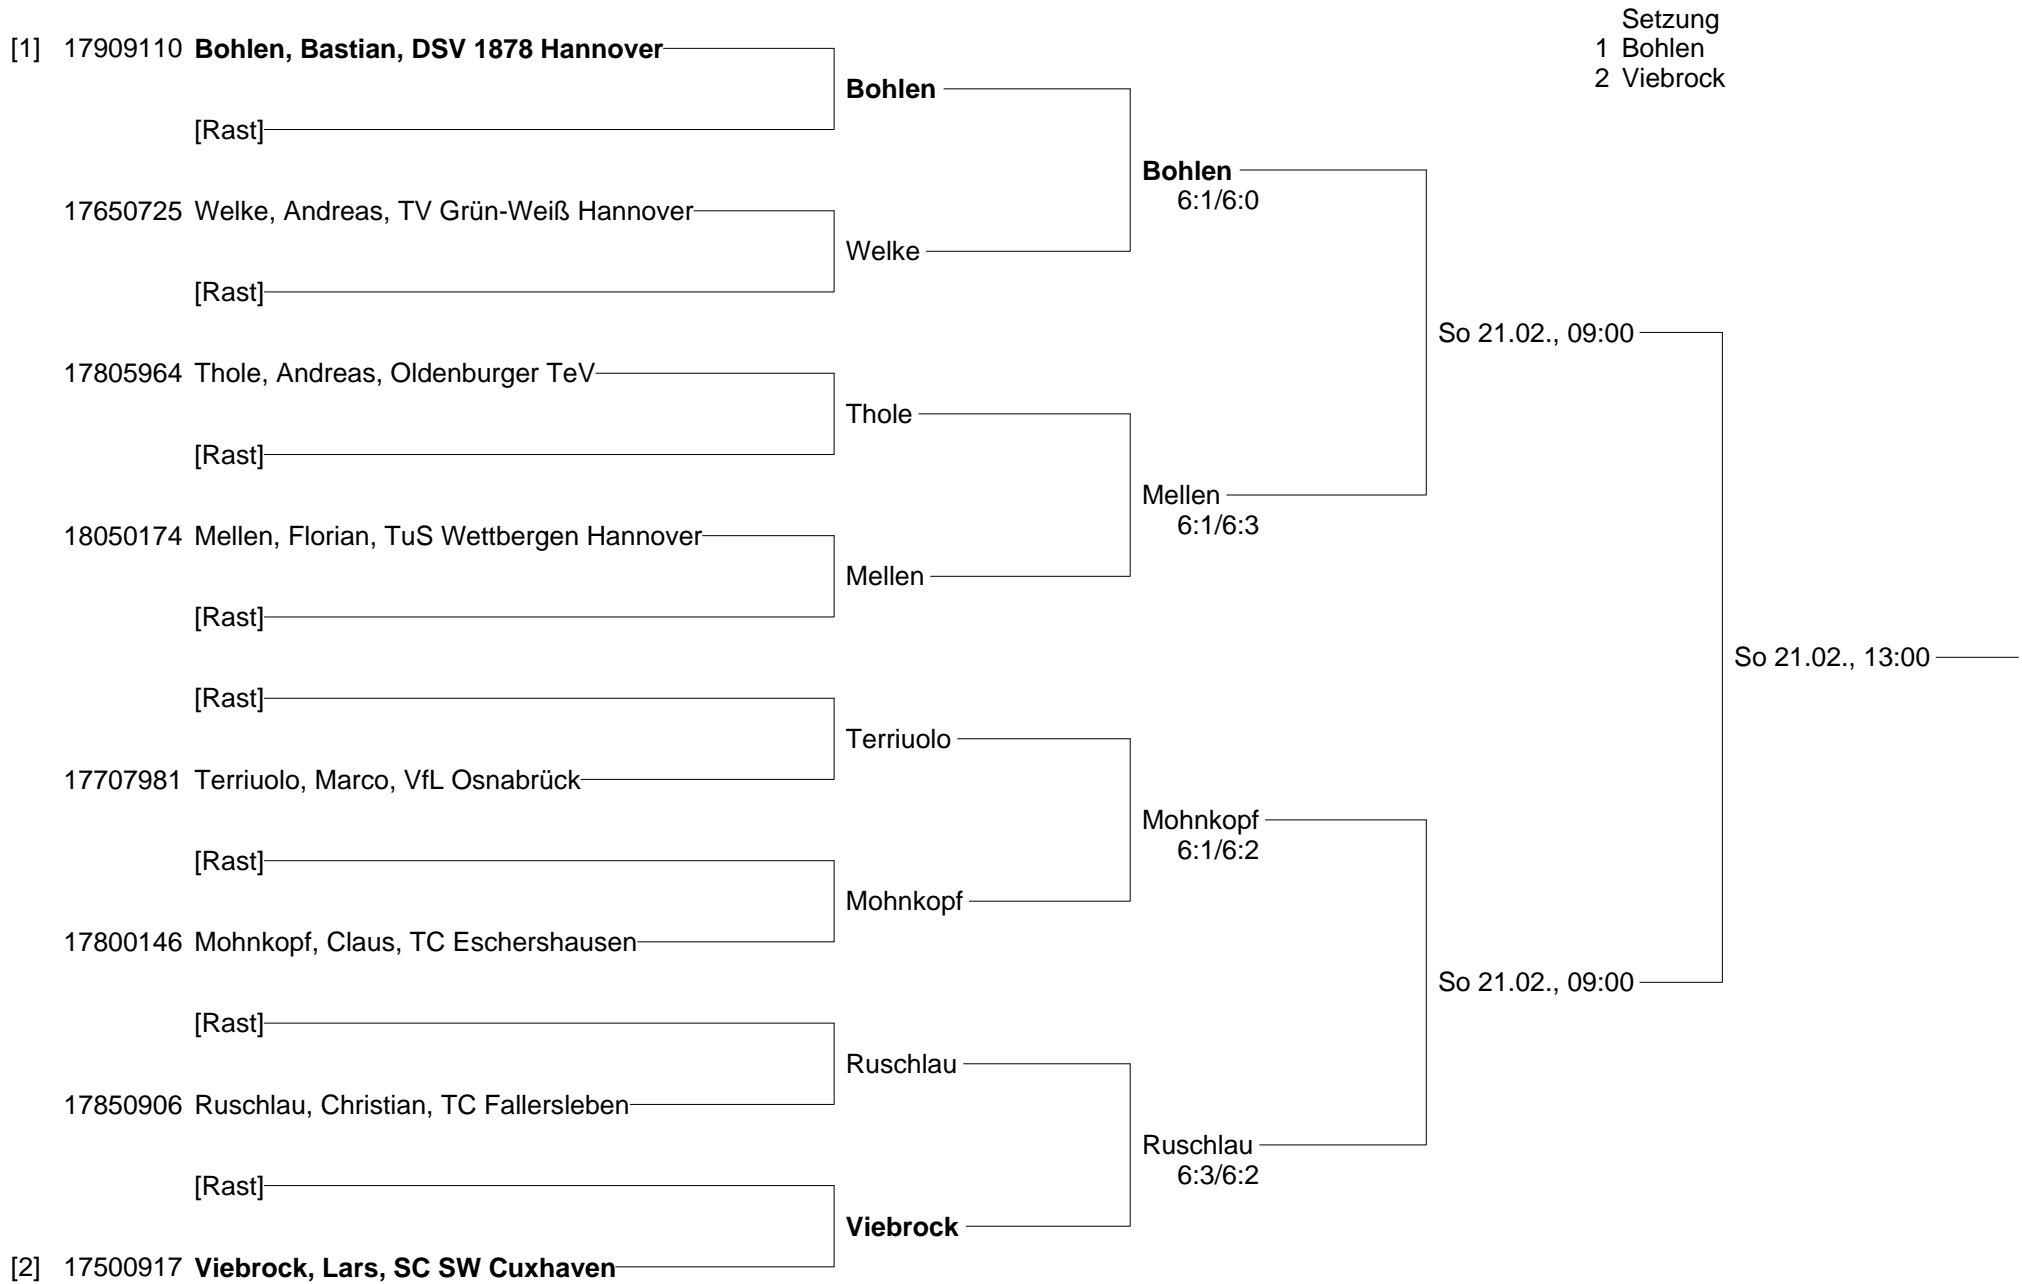 Setzung
1 Bohlen
2 Viebrock
[1] 17909110 Bohlen, Bastian, DSV 1878 Hannover
Bohlen
[Rast]
Bohlen
6:1/6:0
17650725 Welke, Andreas, TV Grün-Weiß Hannover
Welke
[Rast]
So 21.02., 09:00
17805964 Thole, Andreas, Oldenburger TeV
Thole
[Rast]
Mellen
6:1/6:3
18050174 Mellen, Florian, TuS Wettbergen Hannover
Mellen
[Rast]
So 21.02., 13:00
[Rast]
Terriuolo
17707981 Terriuolo, Marco, VfL Osnabrück
Mohnkopf
6:1/6:2
[Rast]
Mohnkopf
17800146 Mohnkopf, Claus, TC Eschershausen
So 21.02., 09:00
[Rast]
Ruschlau
17850906 Ruschlau, Christian, TC Fallersleben
Ruschlau
6:3/6:2
[Rast]
Viebrock
[2] 17500917 Viebrock, Lars, SC SW Cuxhaven